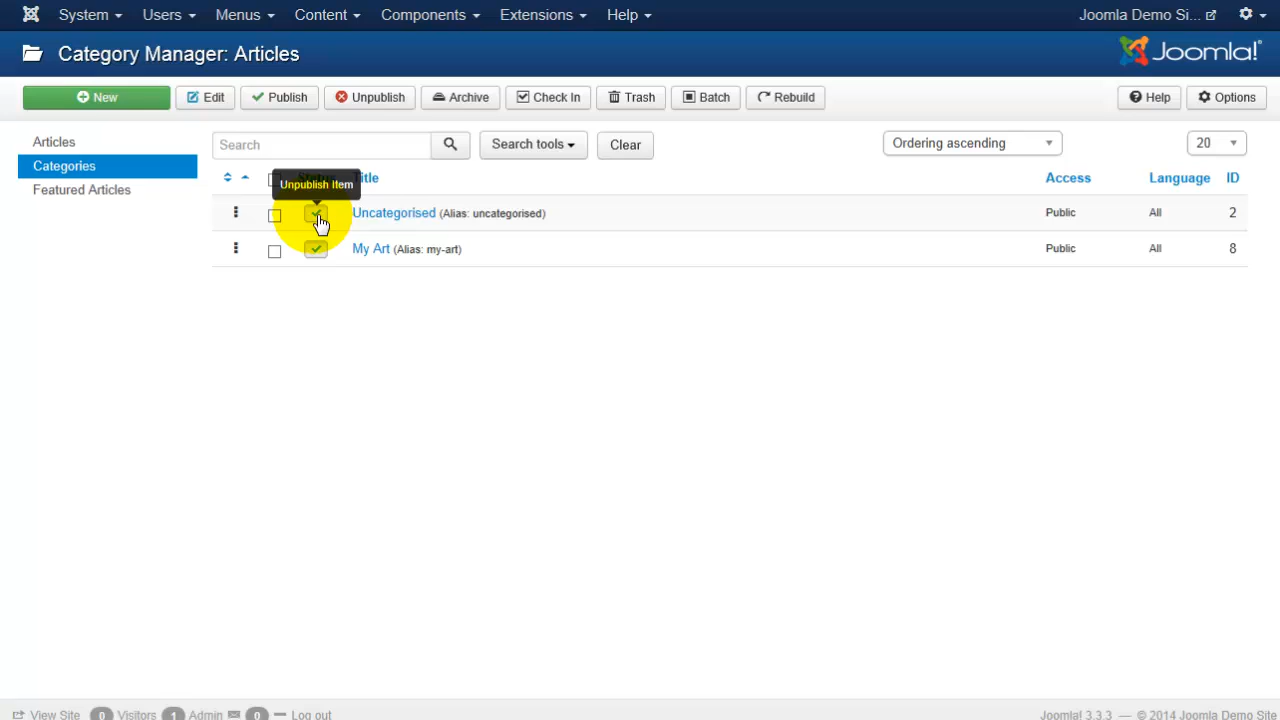 System Users Menus Content Components Extensions Help Joomla Demo Si...
Category Manager: Articles Joomla!®
New Edit Publish Unpublish Archive Check In Trash Batch Rebuild Help Options
Articles
Categories
Featured Articles
Search Search tools Clear Ordering ascending 20
Status Title Access Language ID
Unpublish Item
Uncategorised (Alias: uncategorised) Public All 2
My Art (Alias: my-art) Public All 8
View Site 0 Visitors 1 Admin 0 Log out Joomla! 3.3.3 — © 2014 Joomla Demo Site